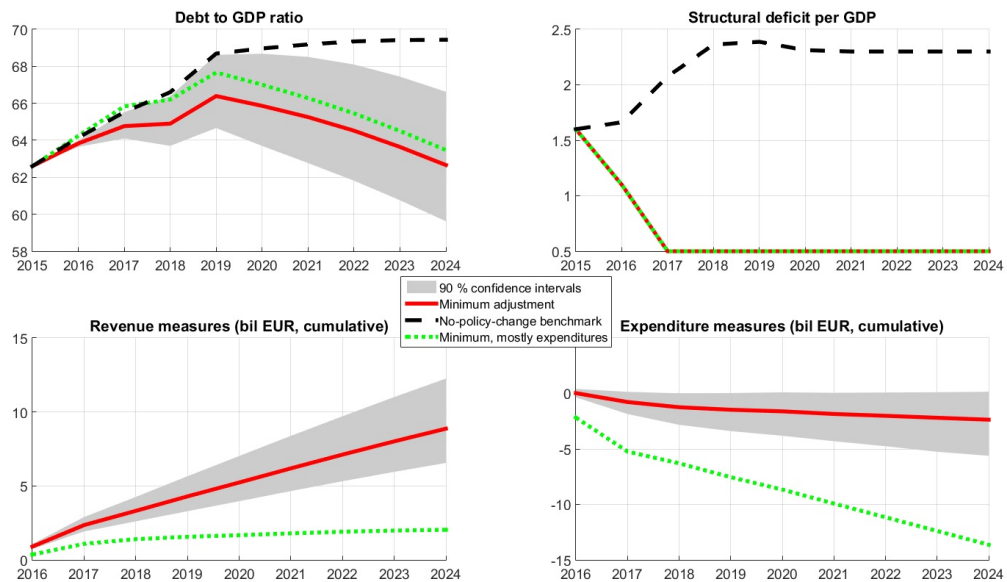 Debt to GDP ratio
70
68
66
64
62
60
58
2015 2016 2017 2018 2019 2020 2021 2022 2023 2024
Structural deficit per GDP
2.5
2
1.5
1
0.5
2015 2016 2017 2018 2019 2020 2021 2022 2023 2024
90 % confidence intervals
Minimum adjustment
No-policy-change benchmark
Minimum, mostly expenditures
Revenue measures (bil EUR, cumulative)
15
10
5
0
2016 2017 2018 2019 2020 2021 2022 2023 2024
Expenditure measures (bil EUR, cumulative)
0
-5
-10
-15
2016 2017 2018 2019 2020 2021 2022 2023 2024